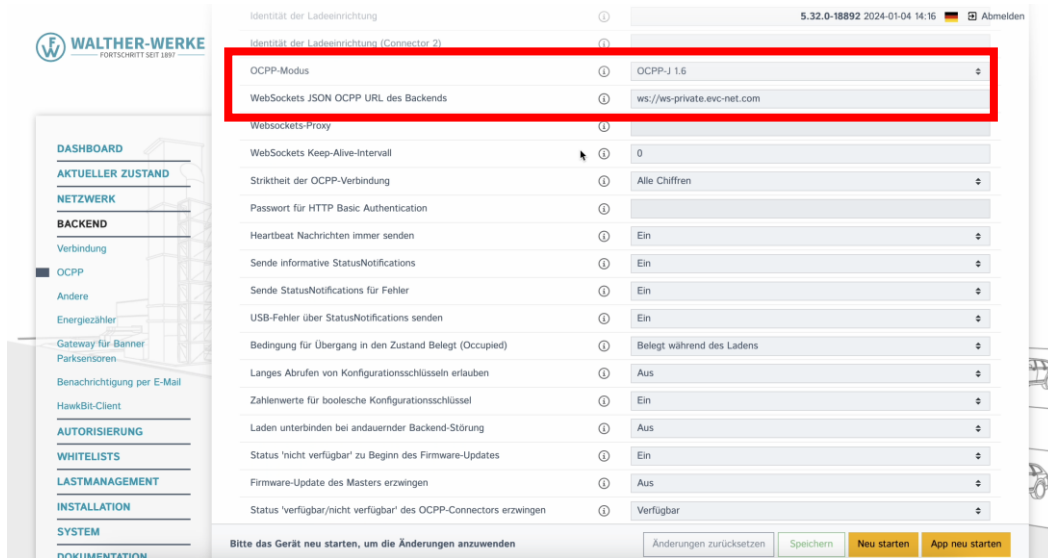 Identität der Ladeeinrichtung
5.32.0-18892 2024-01-04 14:16 Abmelden
WALTHER-WERKE
FORTSCHRITT SEIT 1897
Identität der Ladeeinrichtung (Connector 2)
OCPP-Modus OCPP-J 1.6
WebSockets JSON OCPP URL des Backends ws://ws-private.evc-net.com
Websockets-Proxy
WebSockets Keep-Alive-Intervall 0
Striktheit der OCPP-Verbindung Alle Chiffren
Passwort für HTTP Basic Authentication
Heartbeat Nachrichten immer senden Ein
Sende informative StatusNotifications Ein
Sende StatusNotifications für Fehler Ein
USB-Fehler über StatusNotifications senden Ein
Bedingung für Übergang in den Zustand Belegt (Occupied) Belegt während des Ladens
Langes Abrufen von Konfigurationsschlüsseln erlauben Aus
Zahlenwerte für boolesche Konfigurationsschlüssel Ein
Laden unterbinden bei andauernder Backend-Störung Aus
Status 'nicht verfügbar' zu Beginn des Firmware-Updates Ein
Firmware-Update des Masters erzwingen Aus
Status 'verfügbar/nicht verfügbar' des OCPP-Connectors erzwingen Verfügbar
DASHBOARD
AKTUELLER ZUSTAND
NETZWERK
BACKEND
Verbindung
OCPP
Andere
Energiezähler
Gateway für Banner
Parksensoren
Benachrichtigung per E-Mail
HawkBit-Client
AUTORISIERUNG
WHITELISTS
LASTMANAGEMENT
INSTALLATION
SYSTEM
DOKUMENTATION
Bitte das Gerät neu starten, um die Änderungen anzuwenden
Änderungen zurücksetzen Speichern Neu starten App neu starten